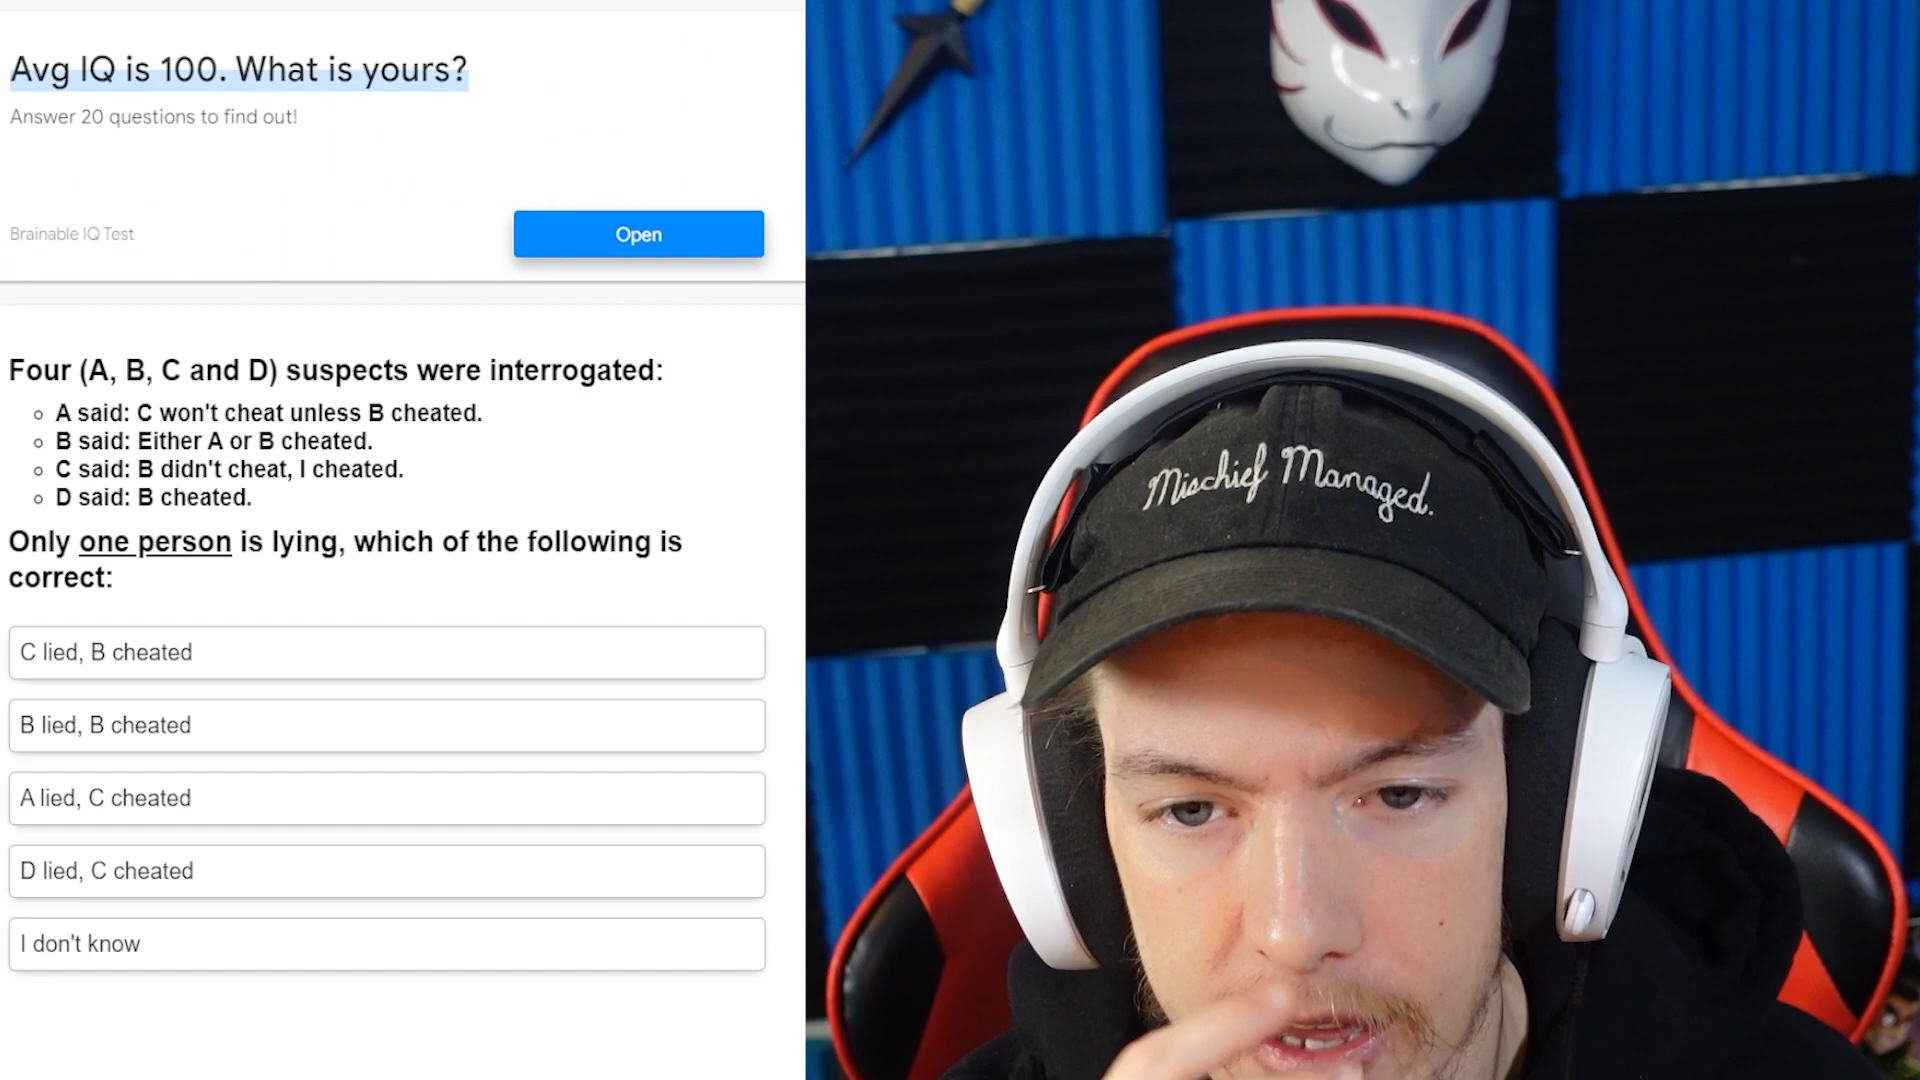 Avg IQ is 100. What is yours?
Answer 20 questions to find out!
Brainable IQ Test
Open
Four (A, B, C and D) suspects were interrogated:
A said: C won't cheat unless B cheated.
B said: Either A or B cheated.
C said: B didn't cheat, I cheated.
D said: B cheated.
Only one person is lying, which of the following is
correct:
C lied, B cheated
B lied, B cheated
A lied, C cheated
D lied, C cheated
I don't know
Mischief Managed.